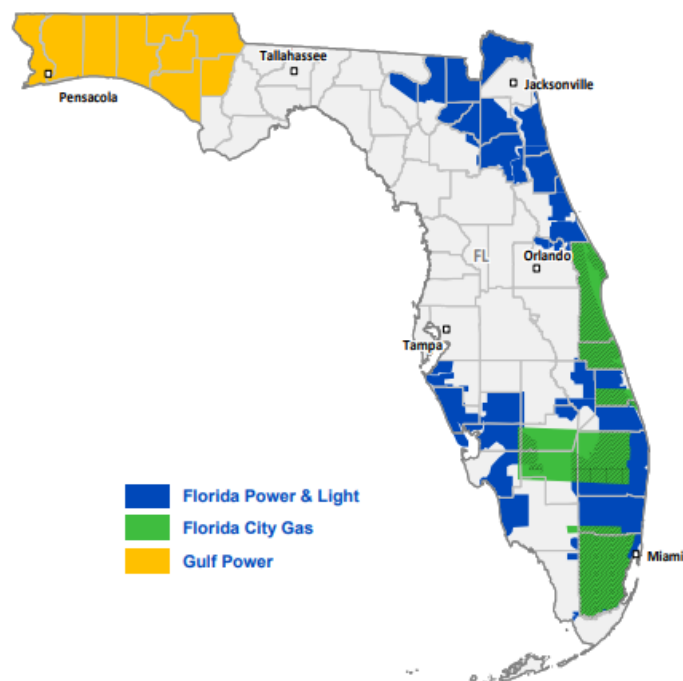 Tallahassee
Jacksonville
Pensacola
FL
Orlando
Tampa
Florida Power & Light
Florida City Gas
Gulf Power
Miami